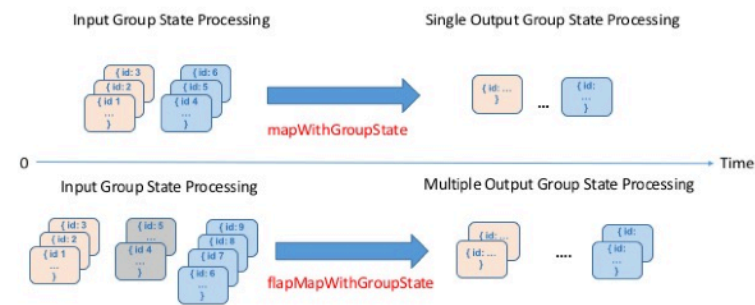 Input Group State Processing
Single Output Group State Processing
{ id: 3
{ id: 2
{ id 1
...
}
{ id: 6
{ id: 5
{ id 4
...
}
mapWithGroupState
{ id: ...
}
...
{ id:
...
}
0
Time
Input Group State Processing
Multiple Output Group State Processing
{ id: 3
{ id: 2
{ id 1
...
}
{ id: 5
...
{ id 4
...
}
{ id: 9
{ id: 8
{ id 7
{ id: 6
...
}
flapMapWithGroupState
{ id: ...
{ id: ...
}
....
{ id:
{ id:
...
}